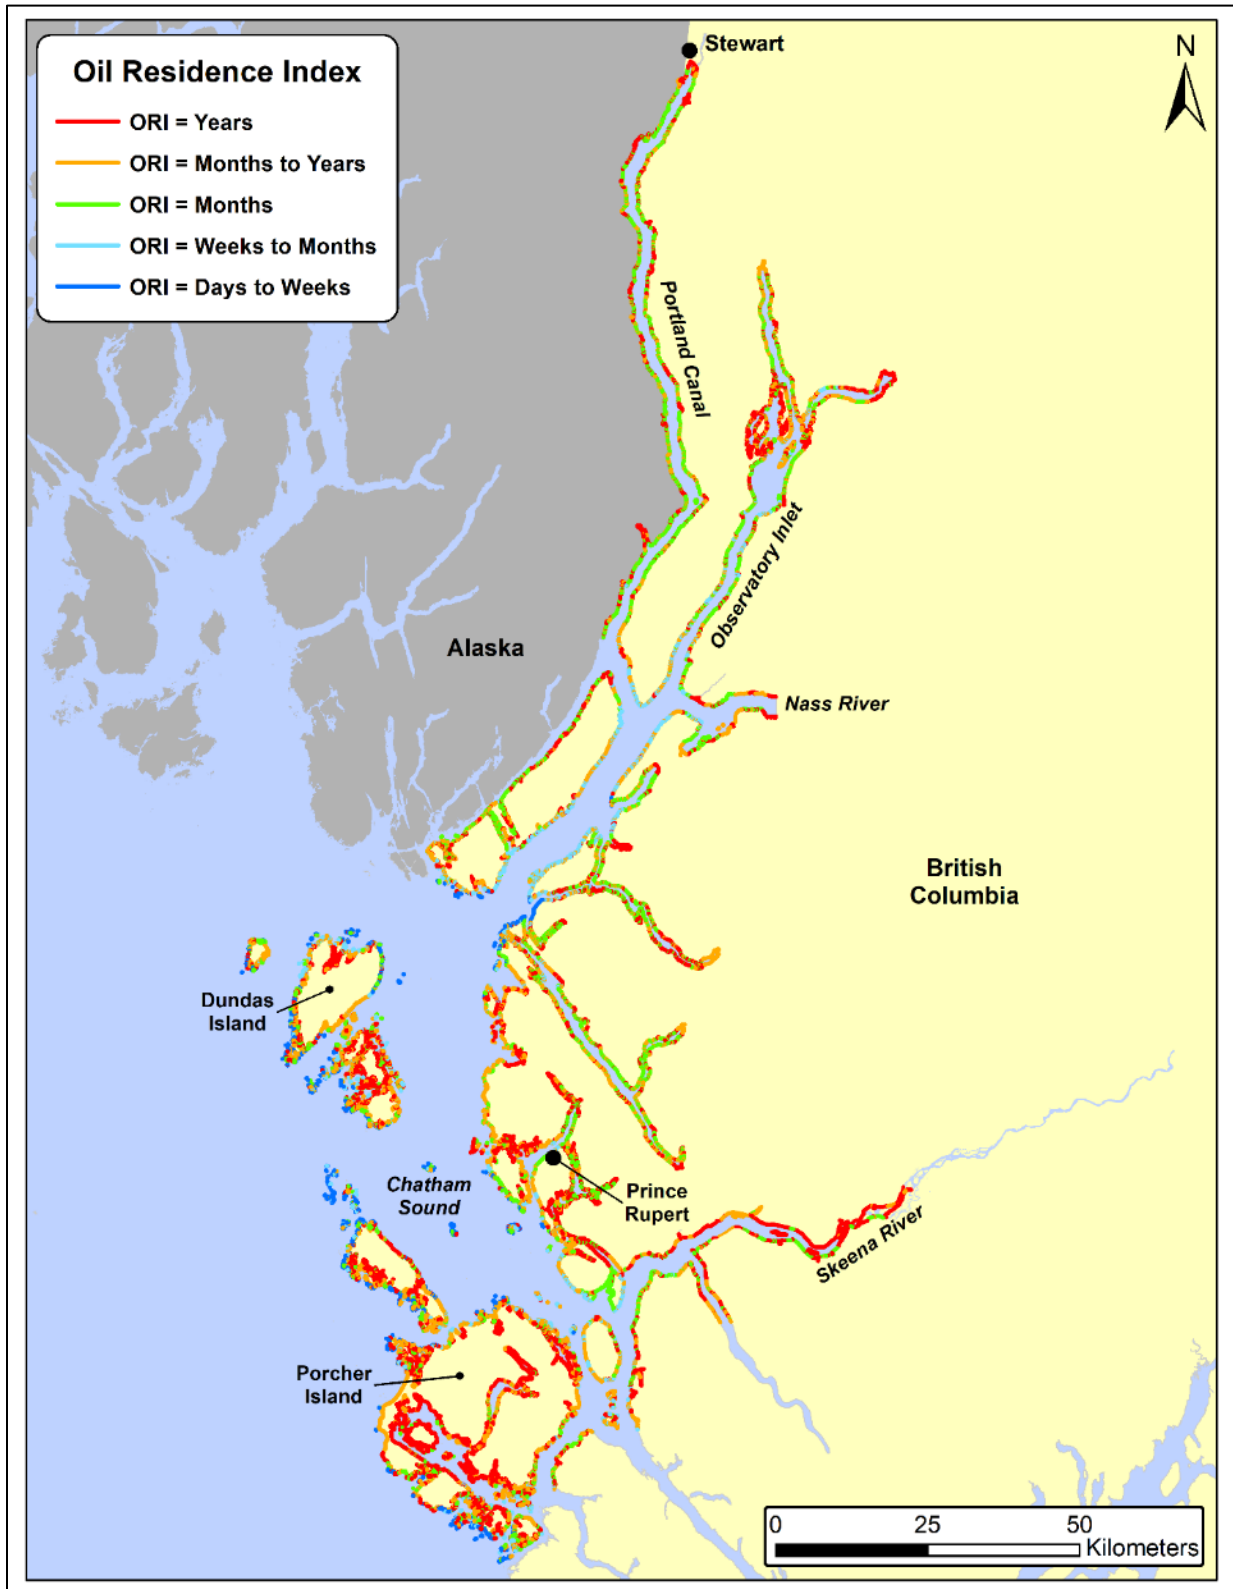 Oil Residence Index
ORI = Years
ORI = Months to Years
ORI = Months
ORI = Weeks to Months
ORI = Days to Weeks
Stewart
N
Portland Canal
Observatory Inlet
Alaska
Nass River
British
Columbia
Dundas
Island
Chatham
Sound
Prince
Rupert
Skeena River
Porcher
Island
0 25 50
Kilometers